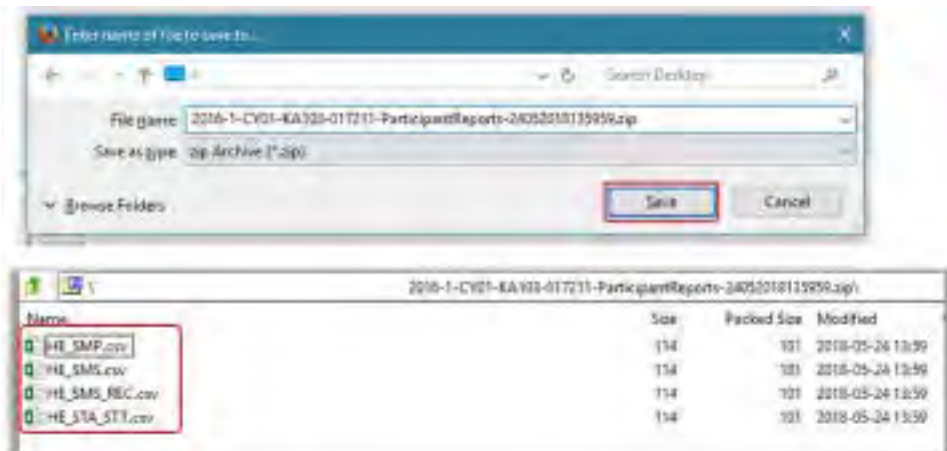 Enter name of file to save to...
Search Desktop
File name: 2016-1-CY01-KA103-017211-ParticipantReports-24052018135959.zip
Save as type: zip Archive (*.zip)
Browse Folders
Save
Cancel
\
2016-1-CY01-KA103-017211-ParticipantReports-24052018135959.zip\
Name
Size
Packed Size
Modified
HE_SMP.csv 114 101 2018-05-24 13:59
HE_SMS.csv 114 101 2018-05-24 13:59
HE_SMS_REC.csv 114 101 2018-05-24 13:59
HE_STA_STT.csv 114 101 2018-05-24 13:59